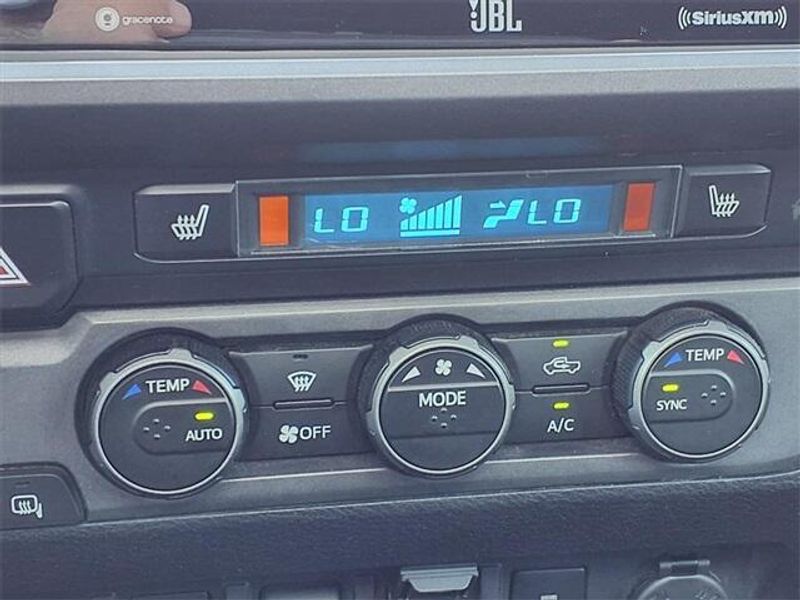 gracenote
JBL
SiriusXM
LO LO
TEMP
AUTO
OFF
MODE
A/C
TEMP
SYNC